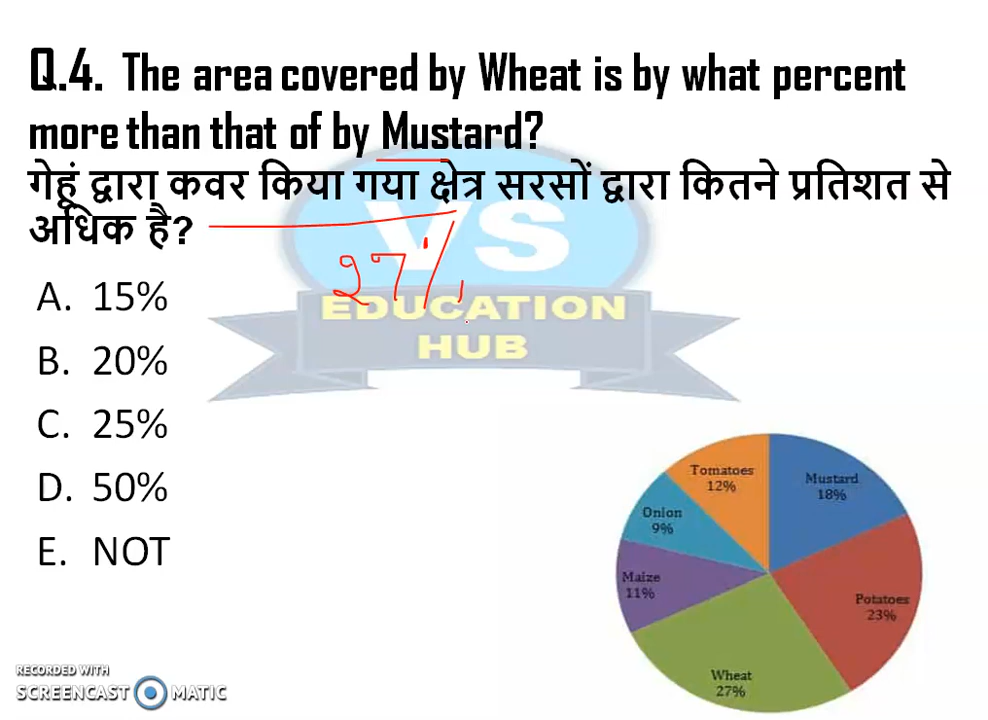 Q.4. The area covered by Wheat is by what percent
more than that of by Mustard?
गेहूं द्वारा कवर किया गया क्षेत्र सरसों द्वारा कितने प्रतिशत से
अधिक है?
VS
27%
EDUCATION
HUB
A. 15%
B. 20%
C. 25%
D. 50%
E. NOT
Tomatoes
12%
Mustard
18%
Onion
9%
Maize
11%
Potatoes
23%
Wheat
27%
RECORDED WITH
SCREENCAST MATIC